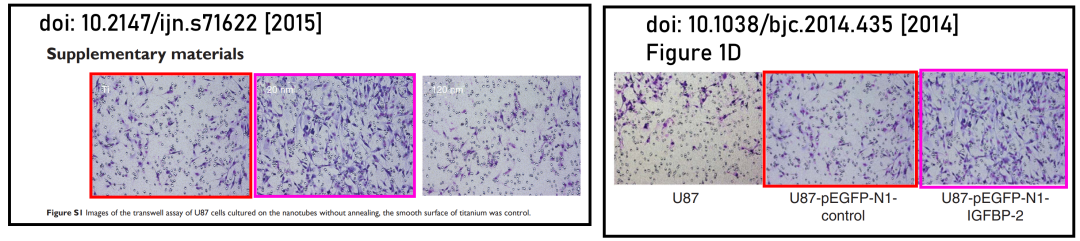 doi: 10.2147/ijn.s71622 [2015]
Supplementary materials
Ti
20 nm
120 nm
Figure S1 Images of the transwell assay of U87 cells cultured on the nanotubes without annealing, the smooth surface of titanium was control.
doi: 10.1038/bjc.2014.435 [2014]
Figure 1D
U87
U87-pEGFP-N1-
control
U87-pEGFP-N1-
IGFBP-2